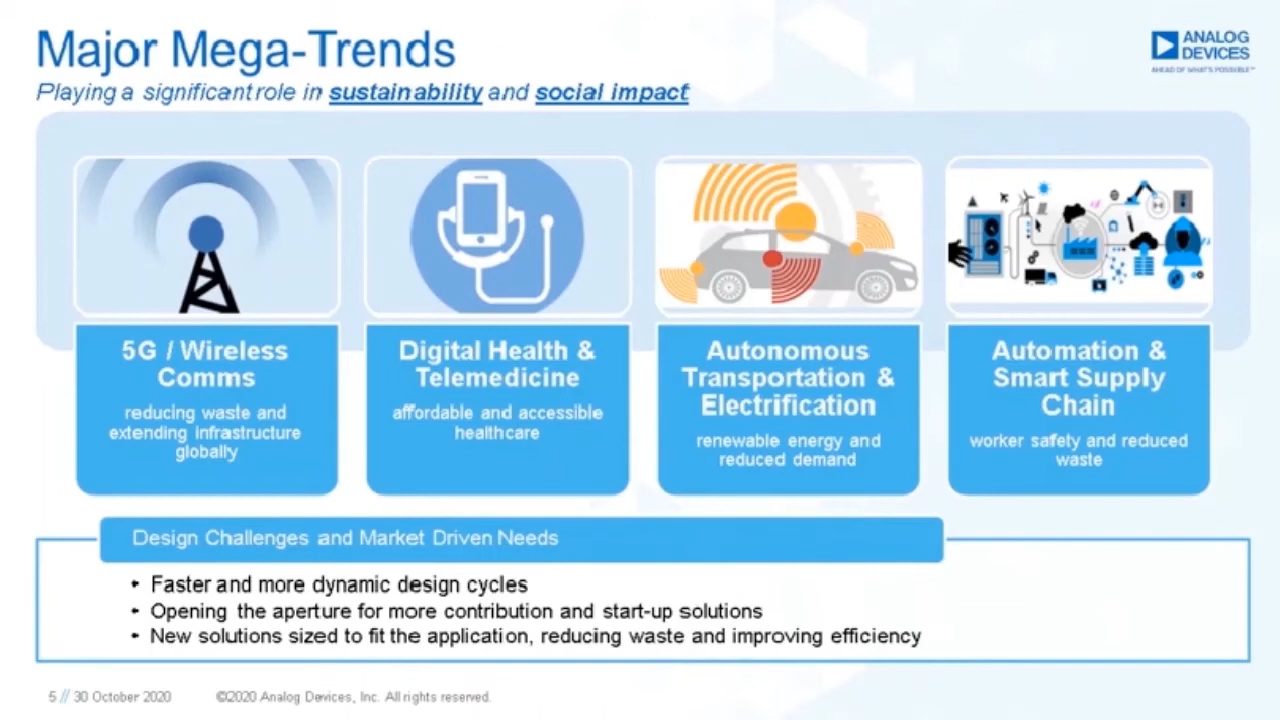 Major Mega-Trends
Playing a significant role in sustainability and social impact
ANALOG
DEVICES
AHEAD OF WHAT'S POSSIBLE™
5G / Wireless
Comms
reducing waste and
extending infrastructure
globally
Digital Health &
Telemedicine
affordable and accessible
healthcare
Autonomous
Transportation &
Electrification
renewable energy and
reduced demand
Automation &
Smart Supply
Chain
worker safety and reduced
waste
Design Challenges and Market Driven Needs
• Faster and more dynamic design cycles
• Opening the aperture for more contribution and start-up solutions
• New solutions sized to fit the application, reducing waste and improving efficiency
5 // 30 October 2020 ©2020 Analog Devices, Inc. All rights reserved.